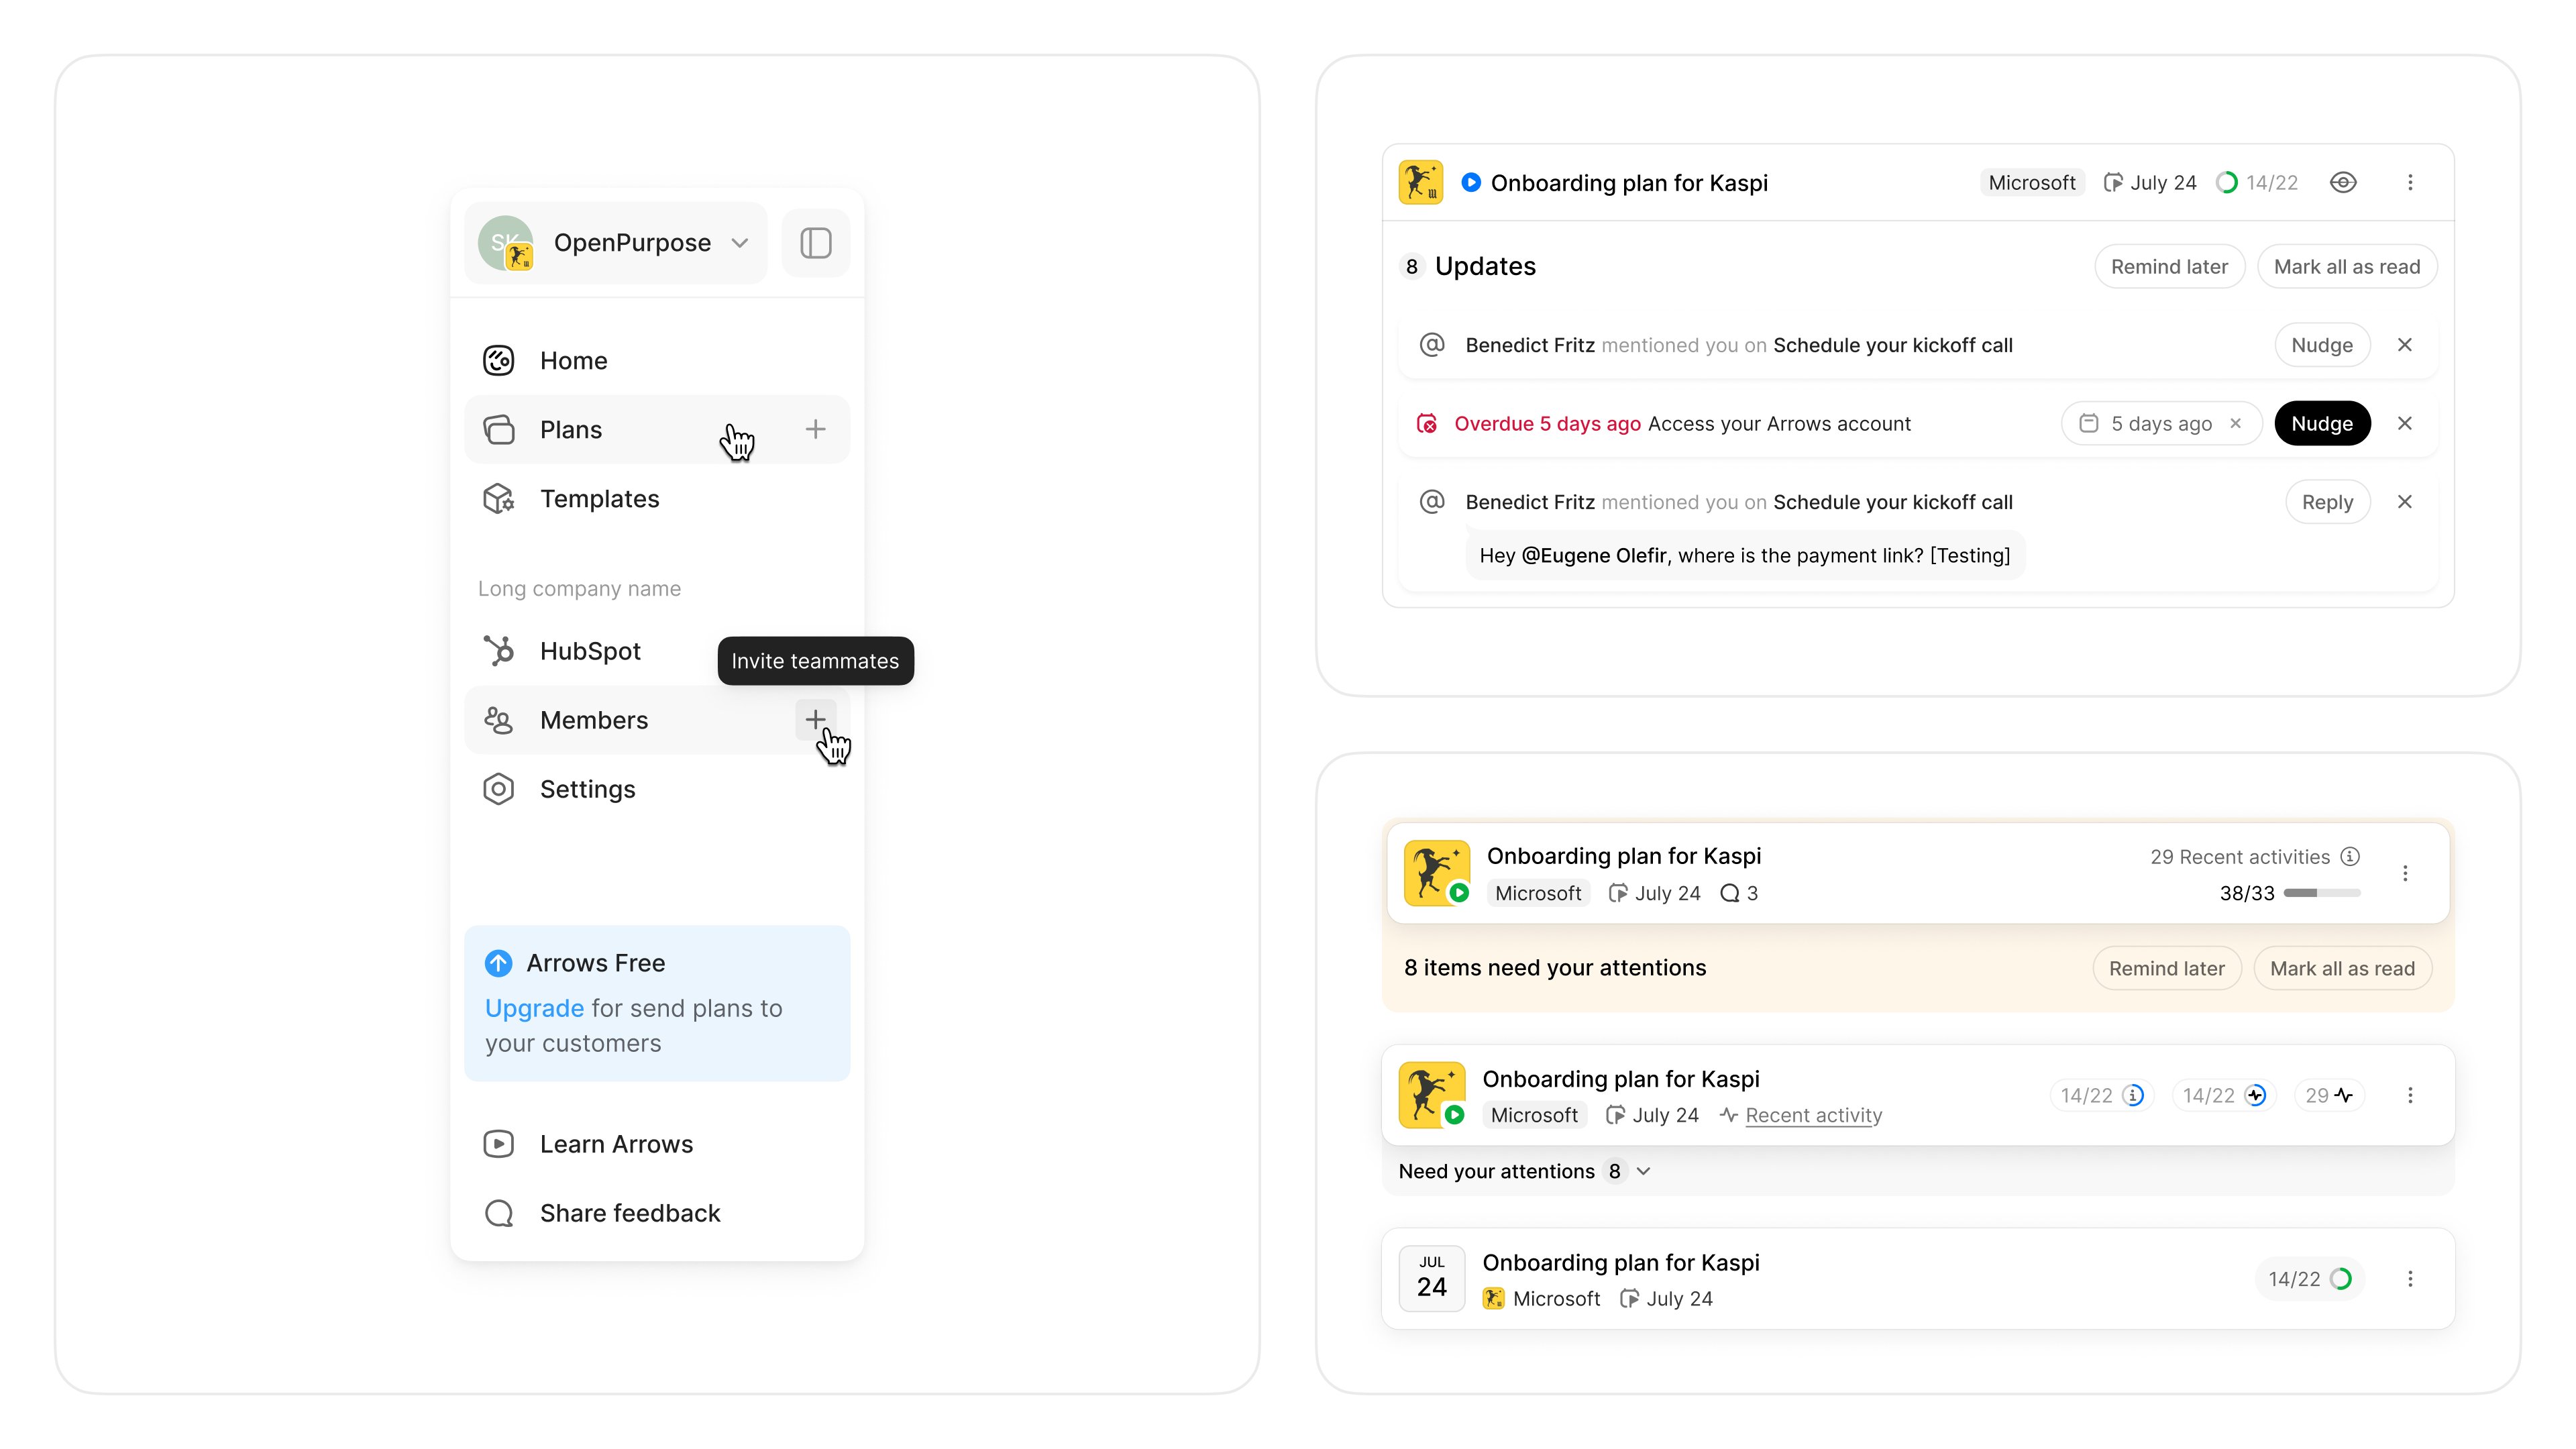 SK
OpenPurpose
Home
Plans
Templates
Long company name
HubSpot
Invite teammates
Members
Settings
Arrows Free
Upgrade for send plans to
your customers
Learn Arrows
Share feedback
Onboarding plan for Kaspi Microsoft July 24 14/22
8 Updates Remind later Mark all as read
@ Benedict Fritz mentioned you on Schedule your kickoff call Nudge
Overdue 5 days ago Access your Arrows account 5 days ago Nudge
@ Benedict Fritz mentioned you on Schedule your kickoff call Reply
Hey @Eugene Olefir, where is the payment link? [Testing]
Onboarding plan for Kaspi 29 Recent activities
Microsoft July 24 3 38/33
8 items need your attentions Remind later Mark all as read
Onboarding plan for Kaspi 14/22 14/22 29
Microsoft July 24 Recent activity
Need your attentions 8
JUL
24
Onboarding plan for Kaspi
Microsoft July 24
14/22